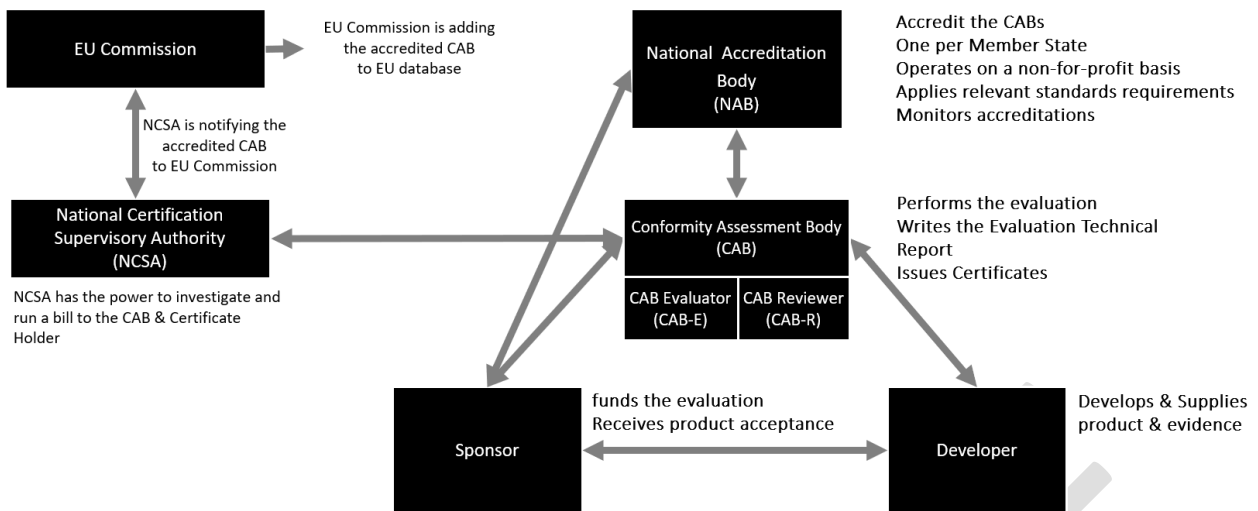 EU Commission
EU Commission is adding
the accredited CAB
to EU database
National Accreditation
Body
(NAB)
Accredit the CABs
One per Member State
Operates on a non-for-profit basis
Applies relevant standards requirements
Monitors accreditations
NCSA is notifying the
accredited CAB
to EU Commission
National Certification
Supervisory Authority
(NCSA)
NCSA has the power to investigate and
run a bill to the CAB & Certificate
Holder
Conformity Assessment Body
(CAB)
CAB Evaluator
(CAB-E)
CAB Reviewer
(CAB-R)
Performs the evaluation
Writes the Evaluation Technical
Report
Issues Certificates
Sponsor
funds the evaluation
Receives product acceptance
Developer
Develops & Supplies
product & evidence